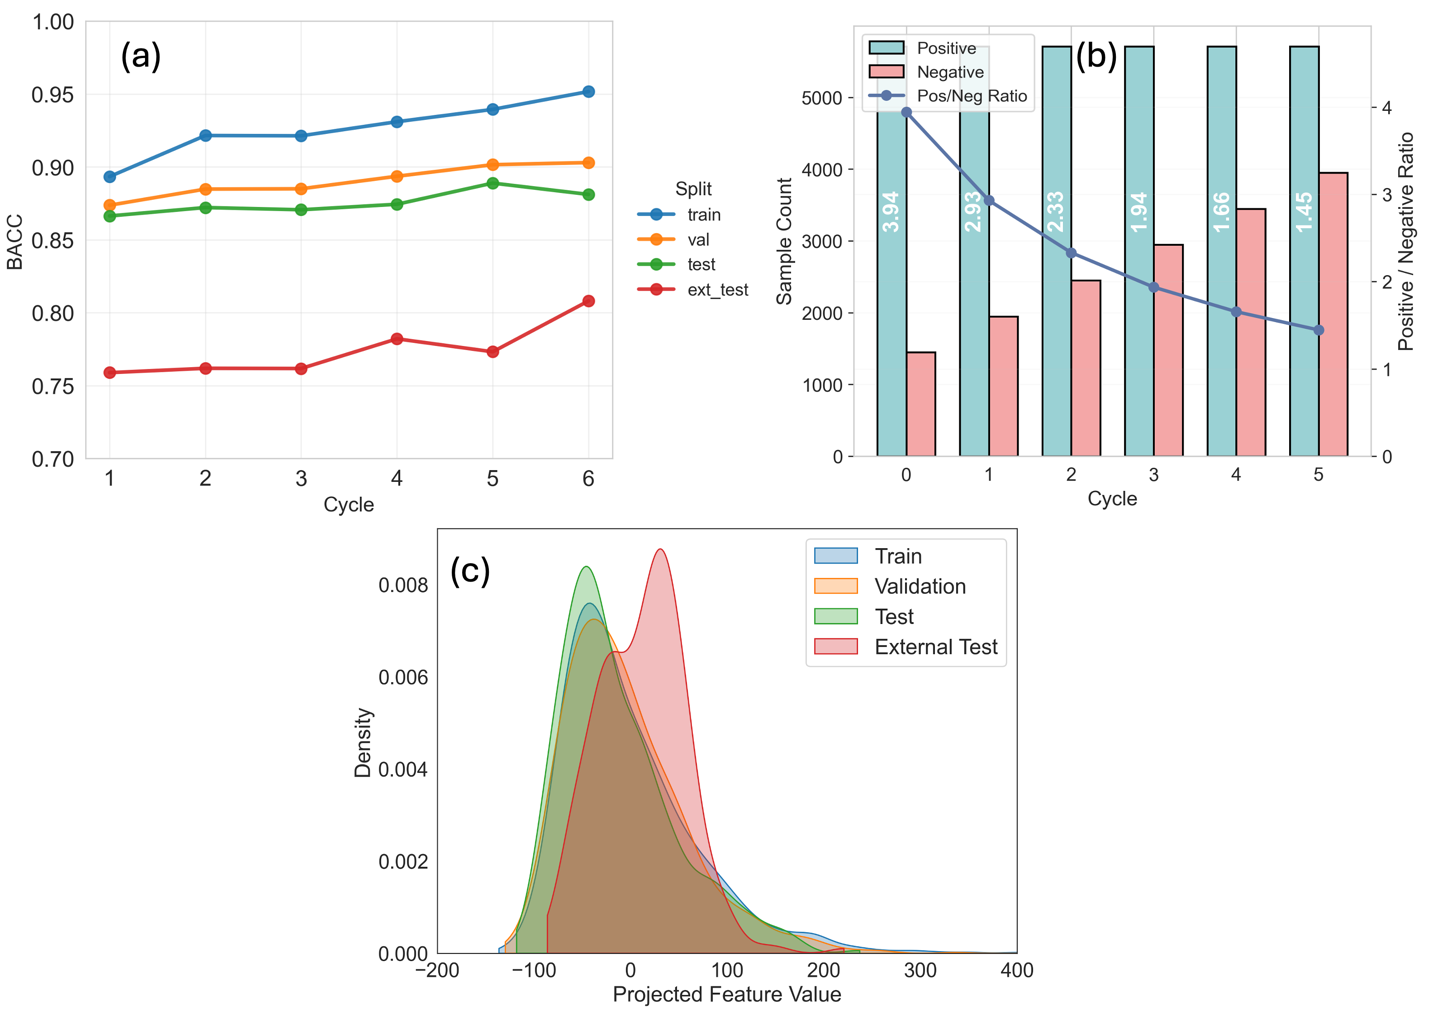 (a)
1.00
0.95
0.90
0.85
0.80
0.75
0.70
BACC
1 2 3 4 5 6
Cycle
Split
train
val
test
ext_test
(b)
Positive
Negative
Pos/Neg Ratio
5000
4000
3000
2000
1000
0
Sample Count
3.94 2.93 2.33 1.94 1.66 1.45
4
3
2
1
0
Positive / Negative Ratio
0 1 2 3 4 5
Cycle
(c)
Train
Validation
Test
External Test
0.008
0.006
0.004
0.002
0.000
Density
−200 −100 0 100 200 300 400
Projected Feature Value